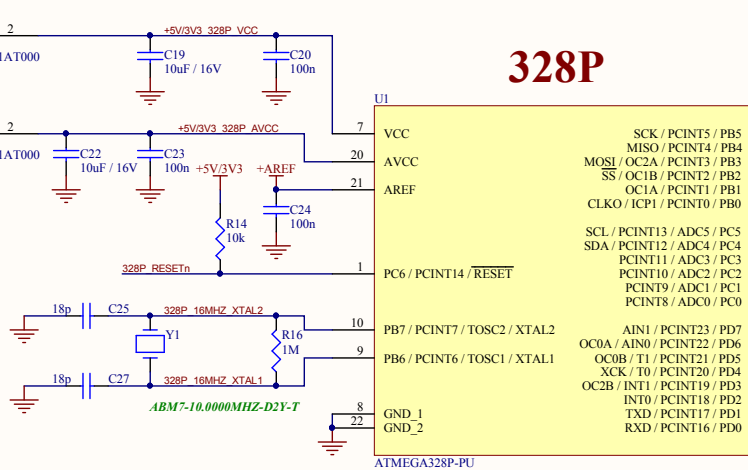 2
+5V/3V3_328P_VCC
1AT000
C19
10uF / 16V
C20
100n
328P
U1
2
+5V/3V3_328P_AVCC
1AT000
C22
10uF / 16V
C23
100n
+5V/3V3
+AREF
C24
100n
R14
10k
328P_RESETn
7
VCC
20
AVCC
21
AREF
1
PC6 / PCINT14 / RESET
10
PB7 / PCINT7 / TOSC2 / XTAL2
9
PB6 / PCINT6 / TOSC1 / XTAL1
8
GND_1
22
GND_2
SCK / PCINT5 / PB5
MISO / PCINT4 / PB4
MOSI / OC2A / PCINT3 / PB3
SS / OC1B / PCINT2 / PB2
OC1A / PCINT1 / PB1
CLKO / ICP1 / PCINT0 / PB0
SCL / PCINT13 / ADC5 / PC5
SDA / PCINT12 / ADC4 / PC4
PCINT11 / ADC3 / PC3
PCINT10 / ADC2 / PC2
PCINT9 / ADC1 / PC1
PCINT8 / ADC0 / PC0
AIN1 / PCINT23 / PD7
OC0A / AIN0 / PCINT22 / PD6
OC0B / T1 / PCINT21 / PD5
XCK / T0 / PCINT20 / PD4
OC2B / INT1 / PCINT19 / PD3
INT0 / PCINT18 / PD2
TXD / PCINT17 / PD1
RXD / PCINT16 / PD0
18p
C25
328P_16MHZ_XTAL2
Y1
R16
1M
18p
C27
328P_16MHZ_XTAL1
ABM7-10.0000MHZ-D2Y-T
ATMEGA328P-PU